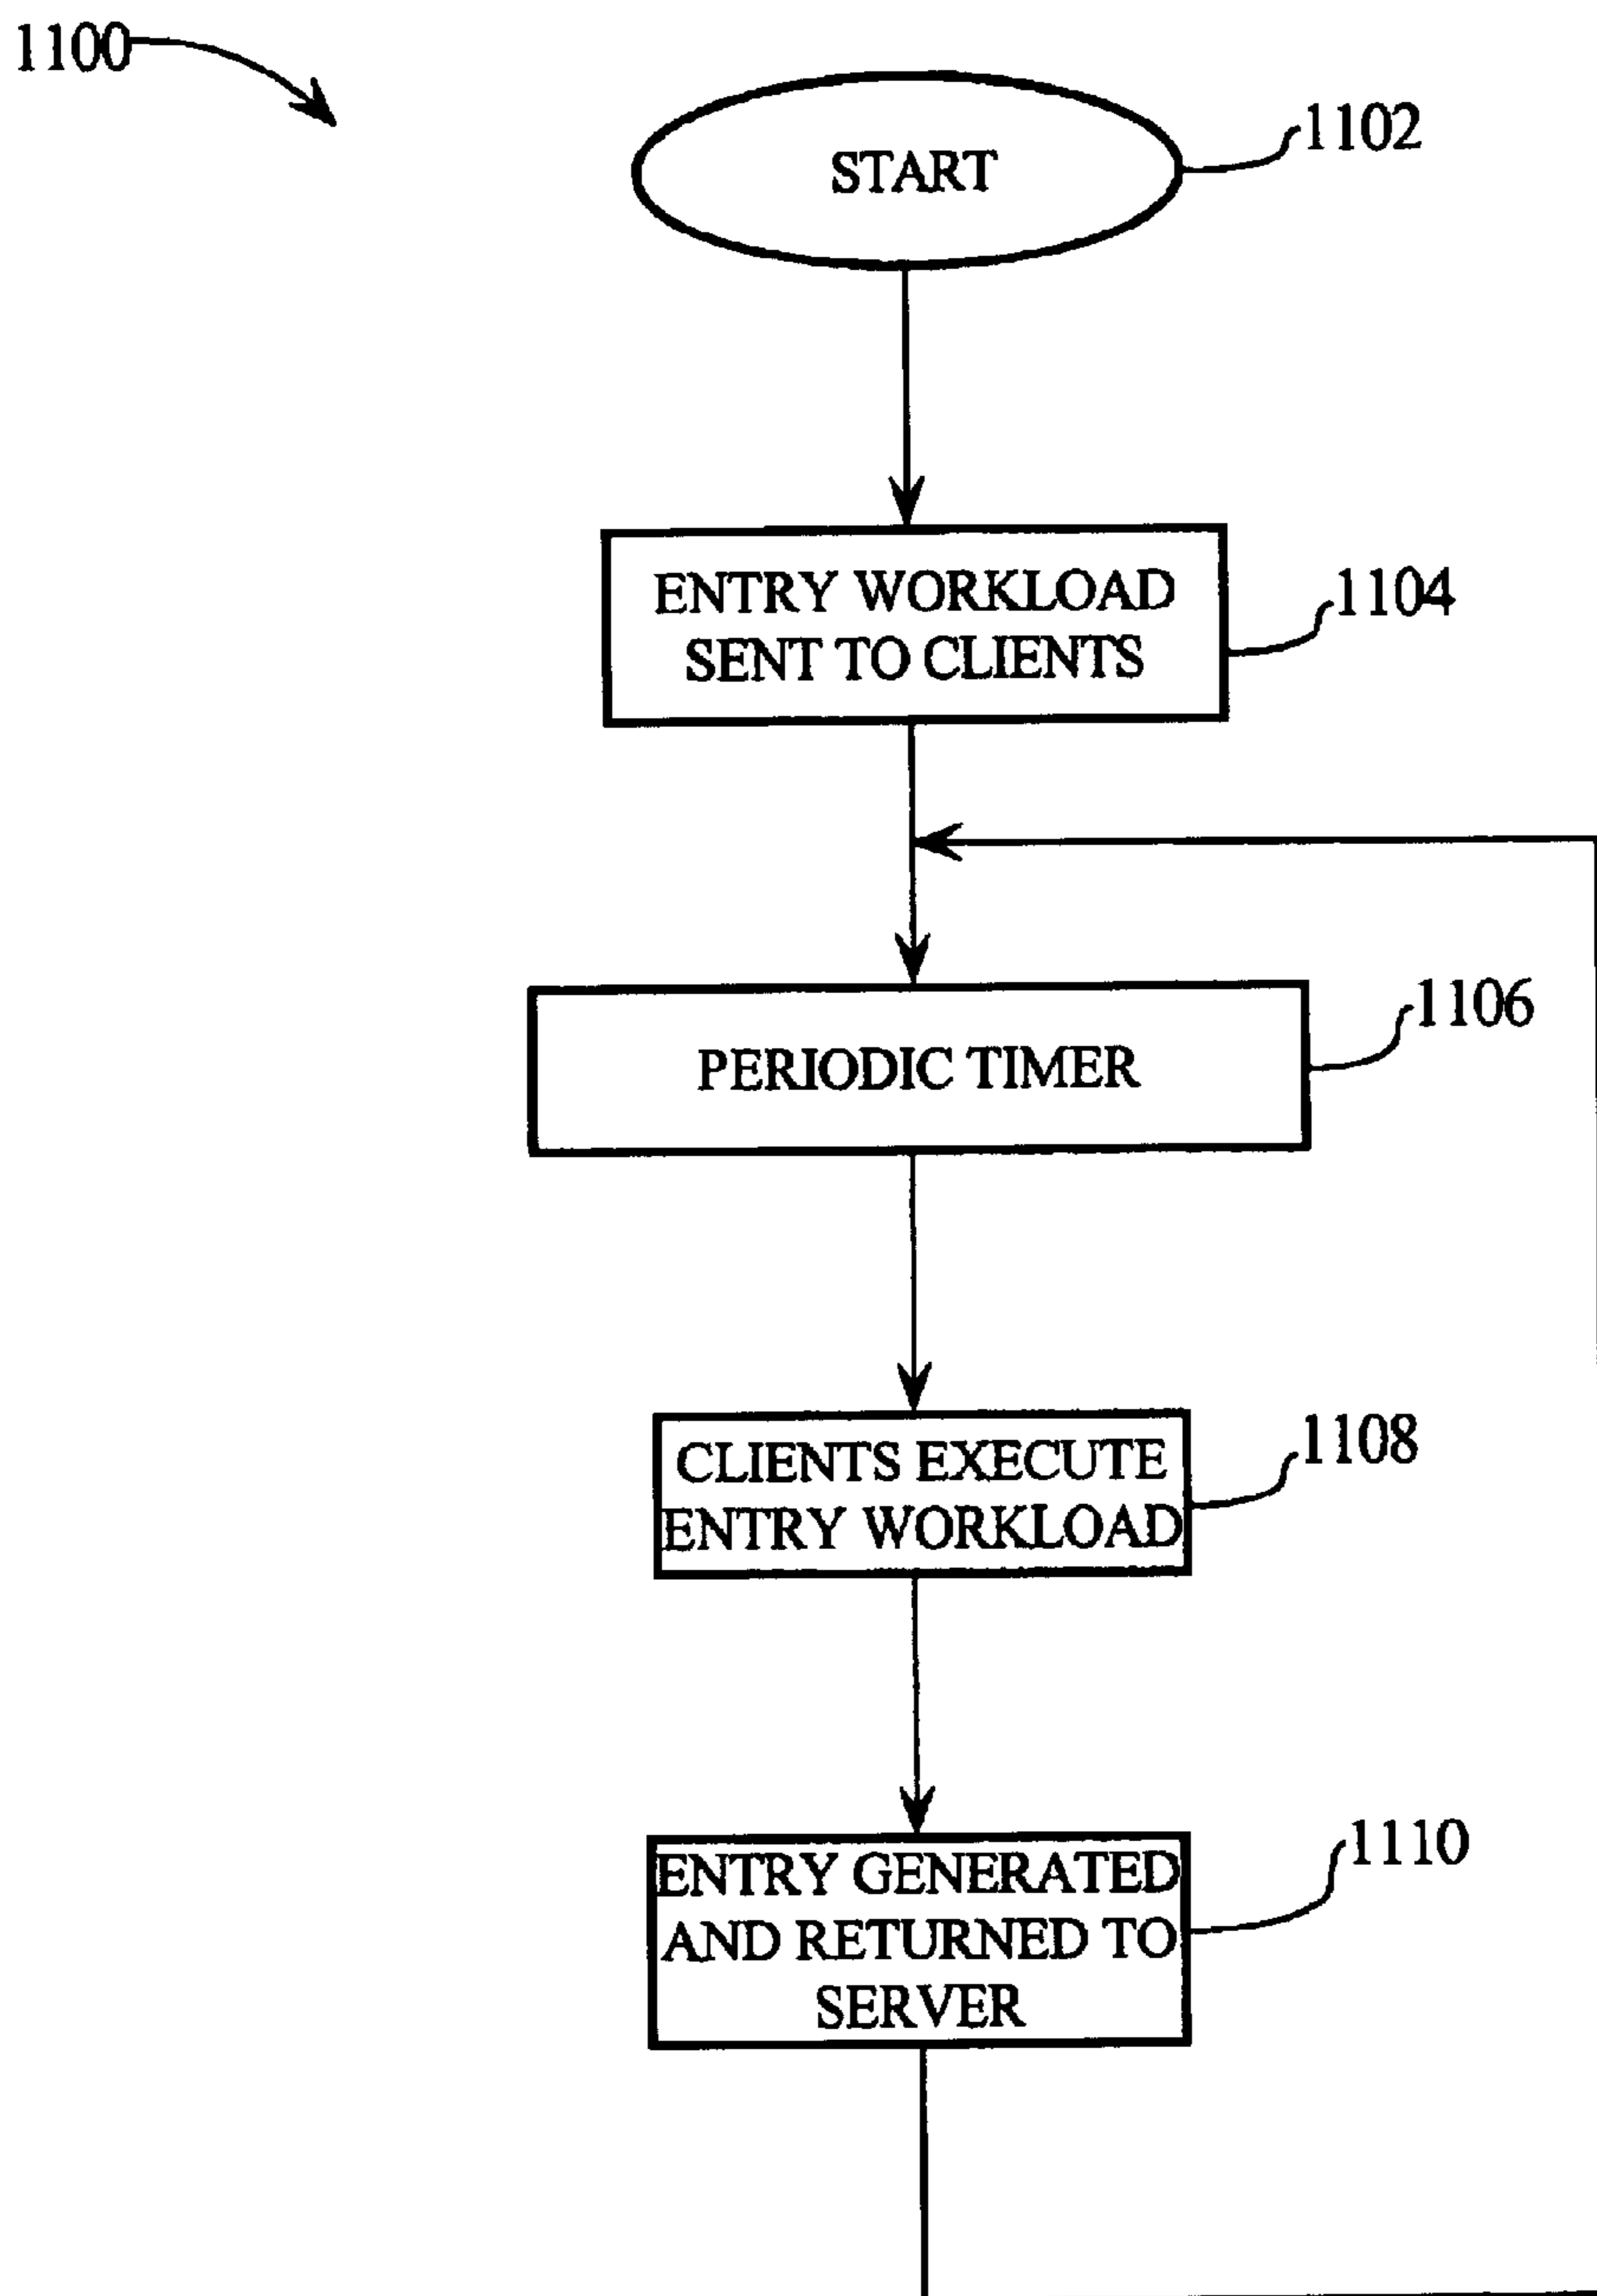 1100
START
1102
ENTRY WORKLOAD
SENT TO CLIENTS
1104
PERIODIC TIMER
1106
CLIENTS EXECUTE
ENTRY WORKLOAD
1108
ENTRY GENERATED
AND RETURNED TO
SERVER
1110